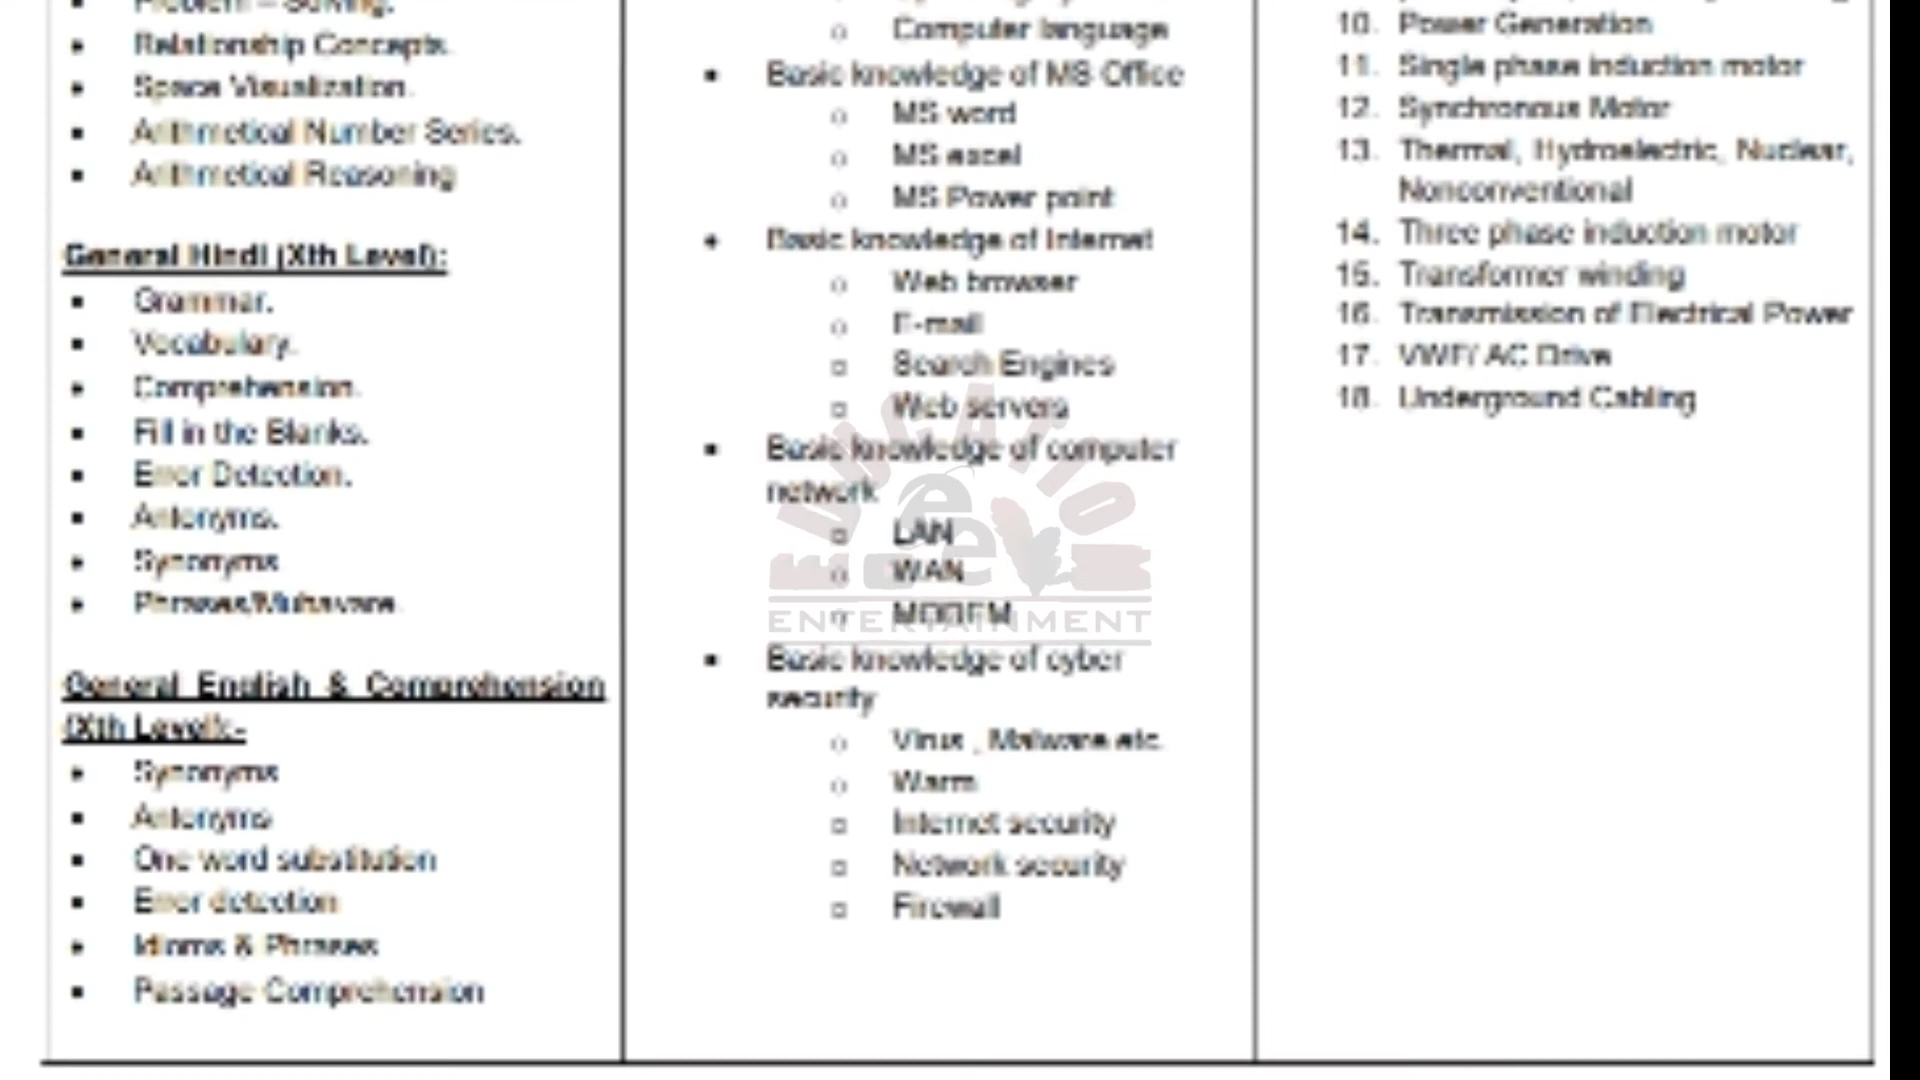 Problem – Solving.
Relationship Concepts.
Space Visualization.
Arithmetical Number Series.
Arithmetical Reasoning
General Hindi (Xth Level):
Grammar.
Vocabulary.
Comprehension.
Fill in the Blanks.
Error Detection.
Antonyms.
Synonyms
Phrases/Muhavare.
General English & Comprehension
(Xth Level):-
Synonyms
Antonyms
One word substitution
Error detection
Idioms & Phrases
Passage Comprehension
Computer language
Basic knowledge of MS Office
MS word
MS excel
MS Power point
Basic knowledge of Internet
Web browser
E-mail
Search Engines
Web servers
Basic knowledge of computer
network
LAN
WAN
MODEM
Basic knowledge of cyber
security
Virus , Malware etc.
Warm
Internet security
Network security
Firewall
10. Power Generation
11. Single phase induction motor
12. Synchronous Motor
13. Thermal, Hydroelectric, Nuclear,
Nonconventional
14. Three phase induction motor
15. Transformer winding
16. Transmission of Electrical Power
17. AC Drive
18. Underground Cabling
EDUCATION
ENTERTAINMENT